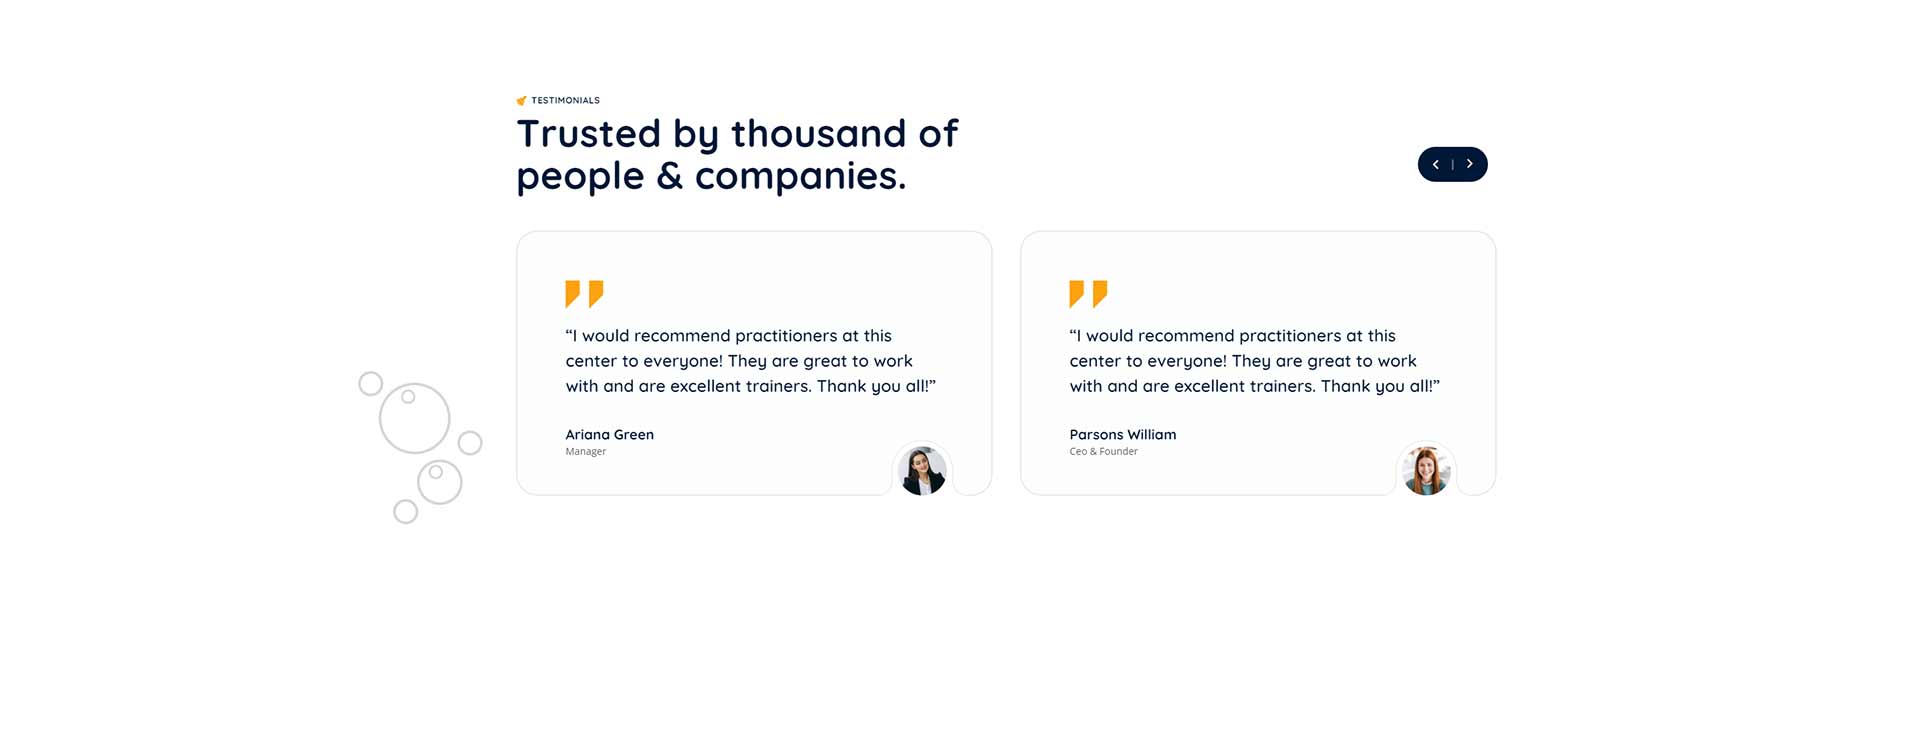 TESTIMONIALS
Trusted by thousand of
people & companies.
“I would recommend practitioners at this
center to everyone! They are great to work
with and are excellent trainers. Thank you all!”
Ariana Green
Manager
“I would recommend practitioners at this
center to everyone! They are great to work
with and are excellent trainers. Thank you all!”
Parsons William
Ceo & Founder